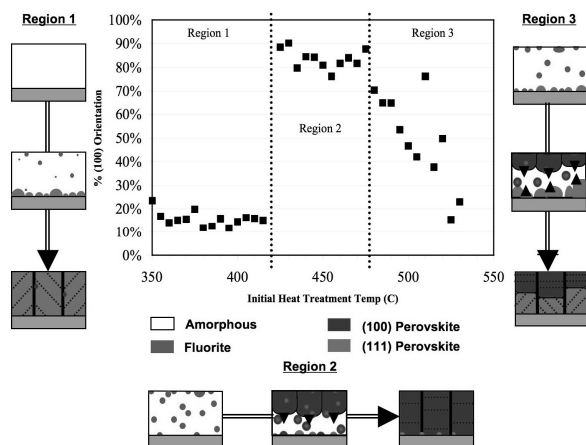 Region 1
Region 3
100%
90%
80%
70%
60%
50%
40%
30%
20%
10%
0%
% (100) Orientation
Region 1
Region 2
Region 3
350
400
450
500
550
Initial Heat Treatment Temp (C)
Amorphous
(100) Perovskite
Fluorite
(111) Perovskite
Region 2